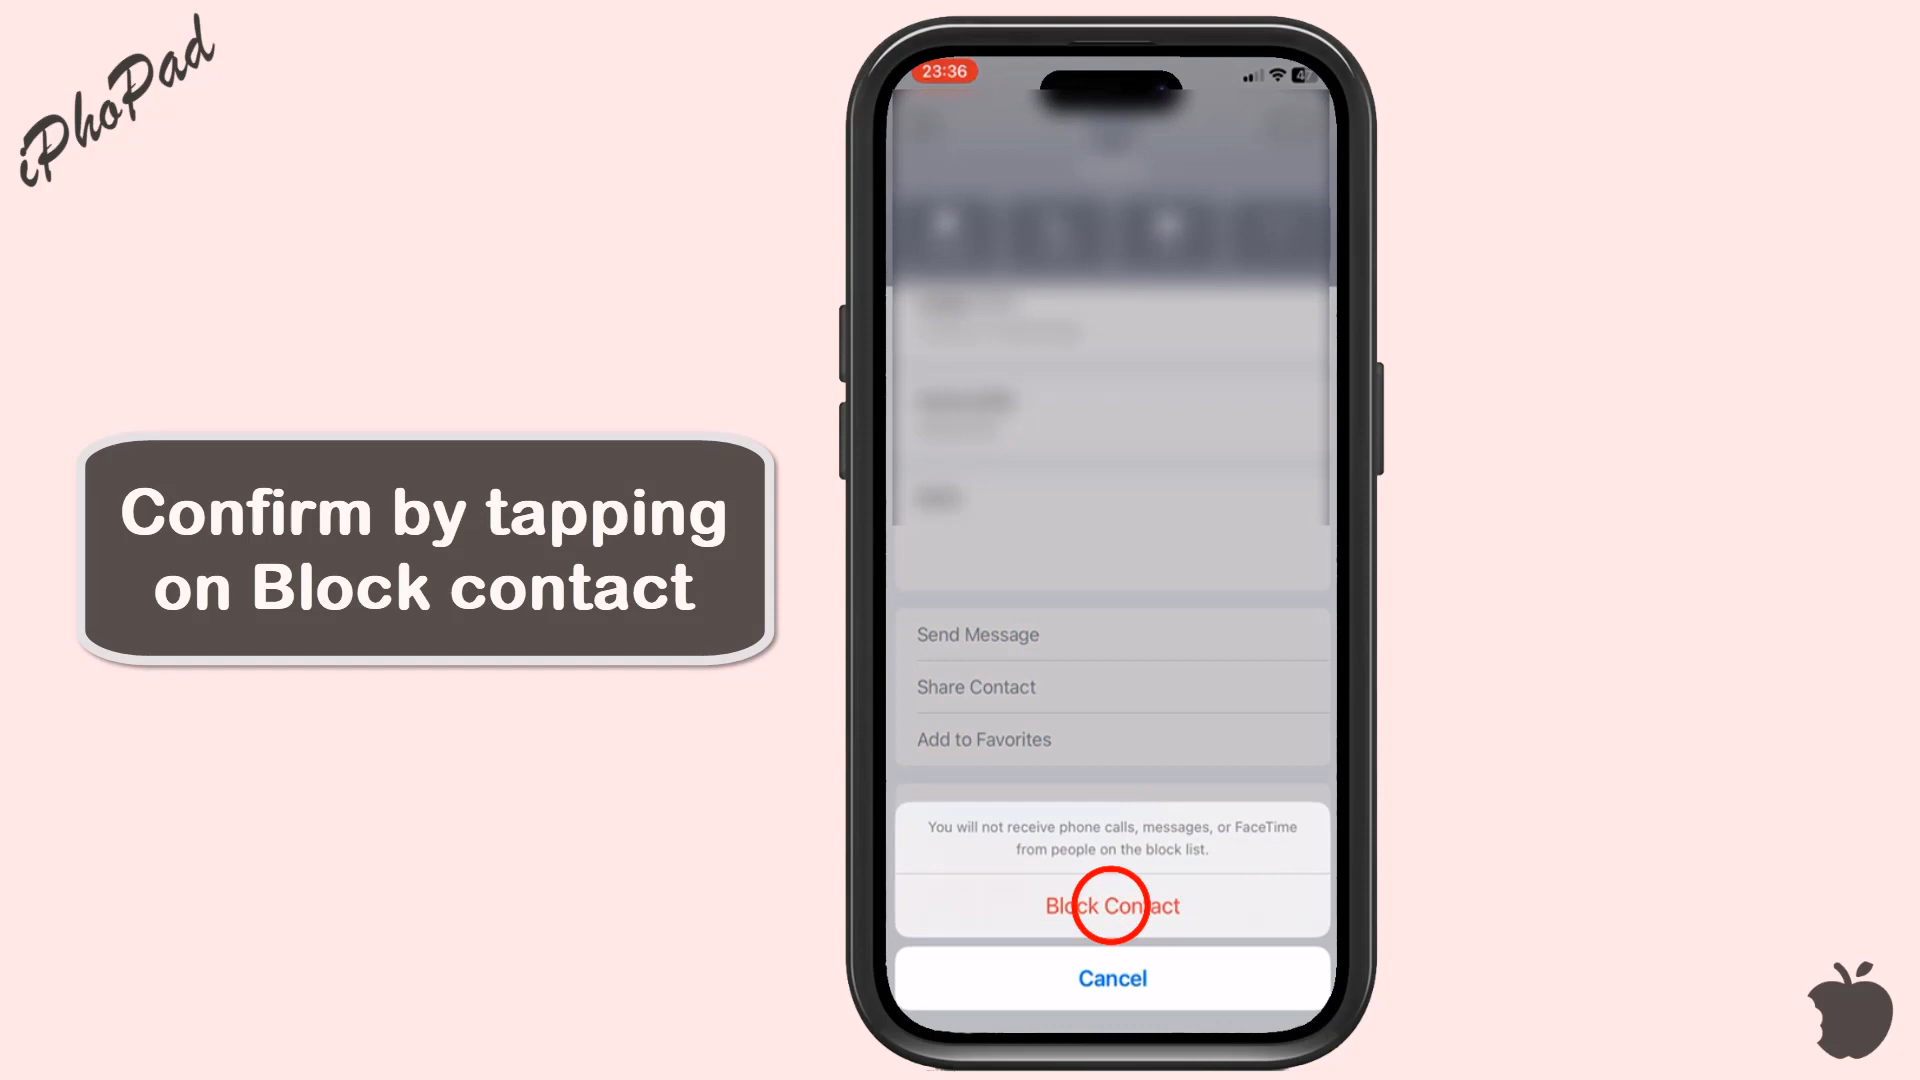 iPhoPad
23:36
47
Confirm by tapping
on Block contact
Send Message
Share Contact
Add to Favorites
You will not receive phone calls, messages, or FaceTime
from people on the block list.
Block Contact
Cancel